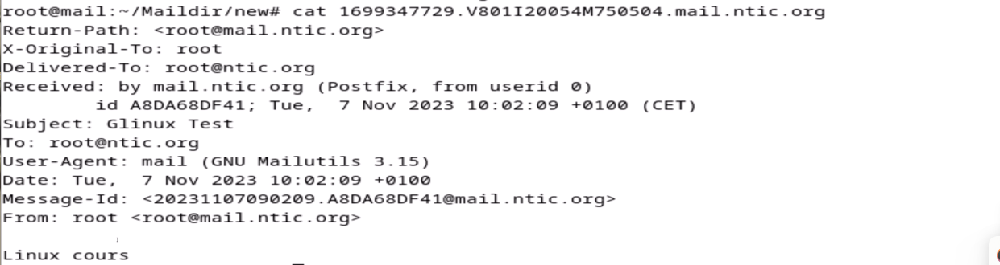 root@mail:~/Maildir/new# cat 1699347729.V801I20054M750504.mail.ntic.org
Return-Path: <root@mail.ntic.org>
X-Original-To: root
Delivered-To: root@ntic.org
Received: by mail.ntic.org (Postfix, from userid 0)
        id A8DA68DF41; Tue,  7 Nov 2023 10:02:09 +0100 (CET)
Subject: Glinux Test
To: root@ntic.org
User-Agent: mail (GNU Mailutils 3.15)
Date: Tue,  7 Nov 2023 10:02:09 +0100
Message-Id: <20231107090209.A8DA68DF41@mail.ntic.org>
From: root <root@mail.ntic.org>
Linux cours